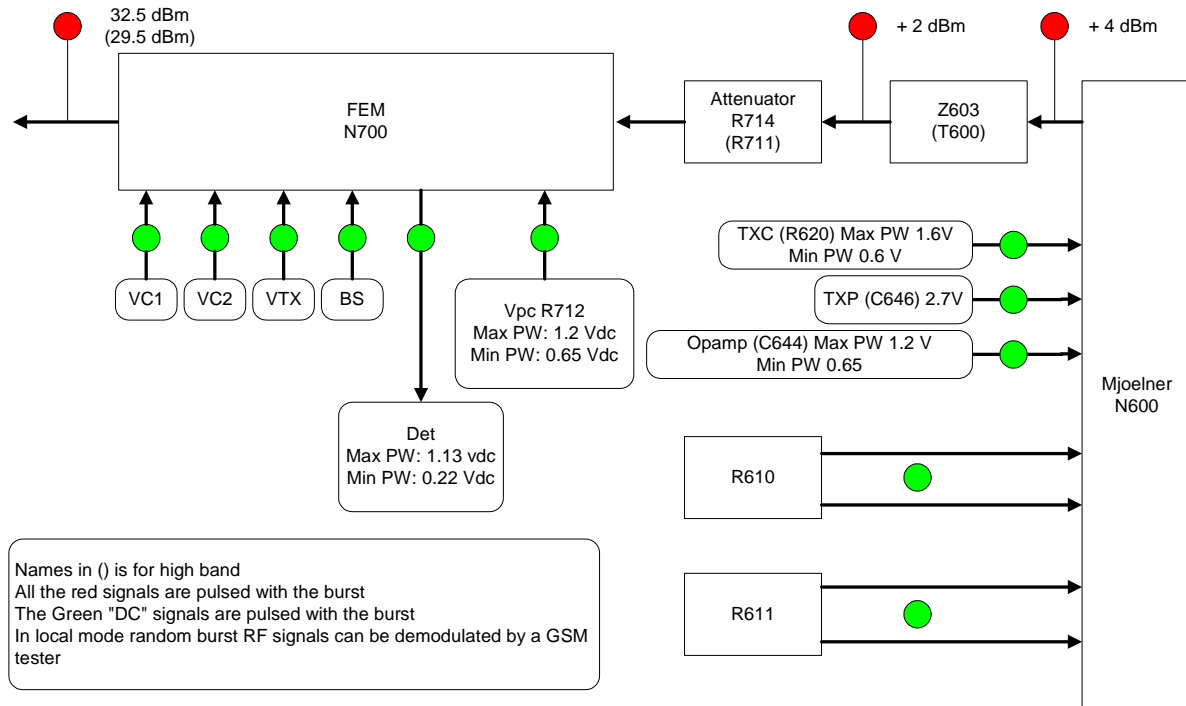 32.5 dBm
(29.5 dBm)
+ 2 dBm
+ 4 dBm
FEM
N700
Attenuator
R714
(R711)
Z603
(T600)
TXC (R620) Max PW 1.6V
Min PW 0.6 V
TXP (C646) 2.7V
Opamp (C644) Max PW 1.2 V
Min PW 0.65
VC1
VC2
VTX
BS
Vpc R712
Max PW: 1.2 Vdc
Min PW: 0.65 Vdc
Mjoelner
N600
Det
Max PW: 1.13 vdc
Min PW: 0.22 Vdc
R610
R611
Names in () is for high band
All the red signals are pulsed with the burst
The Green "DC" signals are pulsed with the burst
In local mode random burst RF signals can be demodulated by a GSM
tester